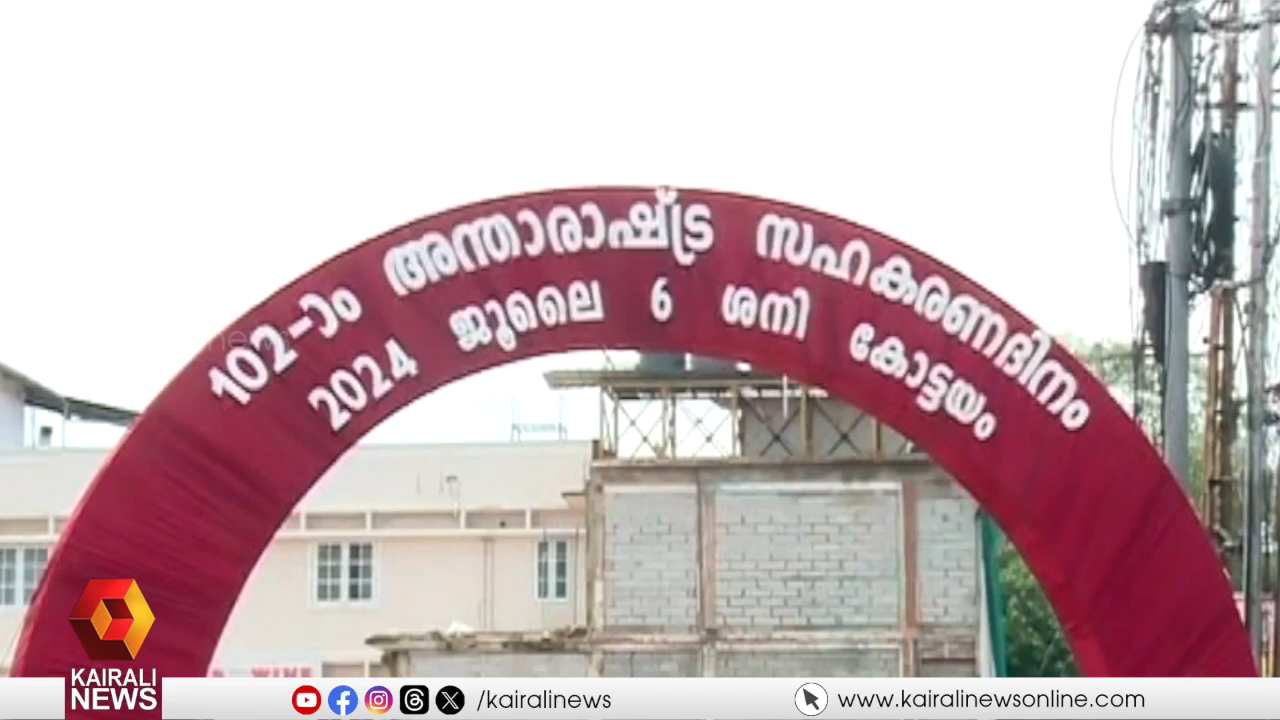 102-ാം അന്താരാഷ്ട്ര സഹകരണദിനം
2024 ജൂലൈ 6 ശനി കോട്ടയം
KAIRALI
NEWS
/kairalinews
www.kairalinewsonline.com